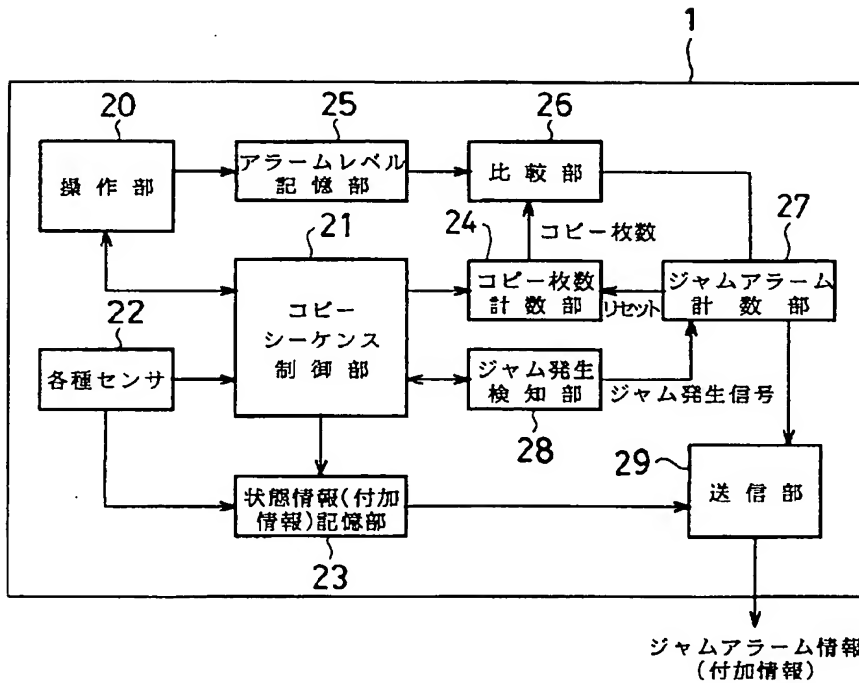 1
20
25
26
操作部
アラームレベル
記憶部
比較部
21
24
コピー枚数
27
コピー
シーケンス
制御部
コピー枚数
計数部
リセット
ジャムアラーム
計数部
22
各種センサ
ジャム発生
検知部
ジャム発生信号
28
29
状態情報(付加
情報)記憶部
送信部
23
ジャムアラーム情報
(付加情報)